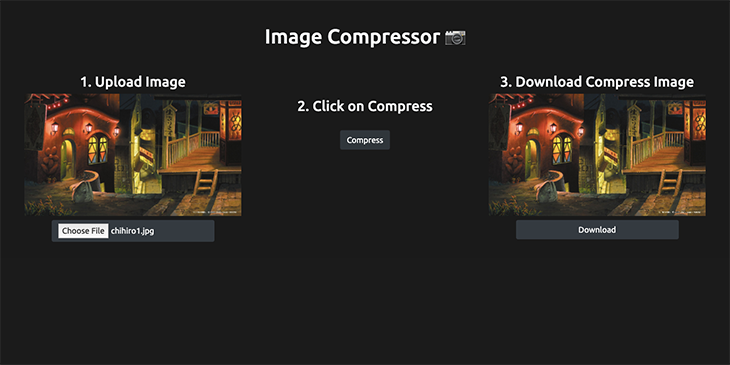 Image Compressor 📷
1. Upload Image
Choose File chihiro1.jpg
2. Click on Compress
Compress
3. Download Compress Image
Download